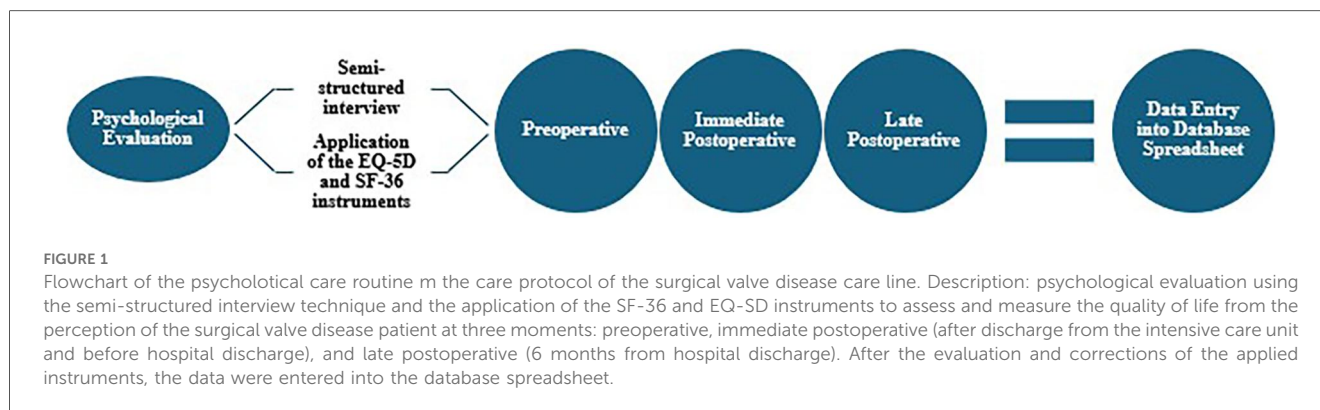 Psychological
Evaluation
Semi-
structured
interview
Application
of the EQ-5D
and SF-36
instruments
Preoperative
Immediate
Postoperative
Late
Postoperative
Data Entry
into Database
Spreadsheet
FIGURE 1
Flowchart of the psycholotical care routine m the care protocol of the surgical valve disease care line. Description: psychological evaluation using
the semi-structured interview technique and the application of the SF-36 and EQ-SD instruments to assess and measure the quality of life from the
perception of the surgical valve disease patient at three moments: preoperative, immediate postoperative (after discharge from the intensive care unit
and before hospital discharge), and late postoperative (6 months from hospital discharge). After the evaluation and corrections of the applied
instruments, the data were entered into the database spreadsheet.